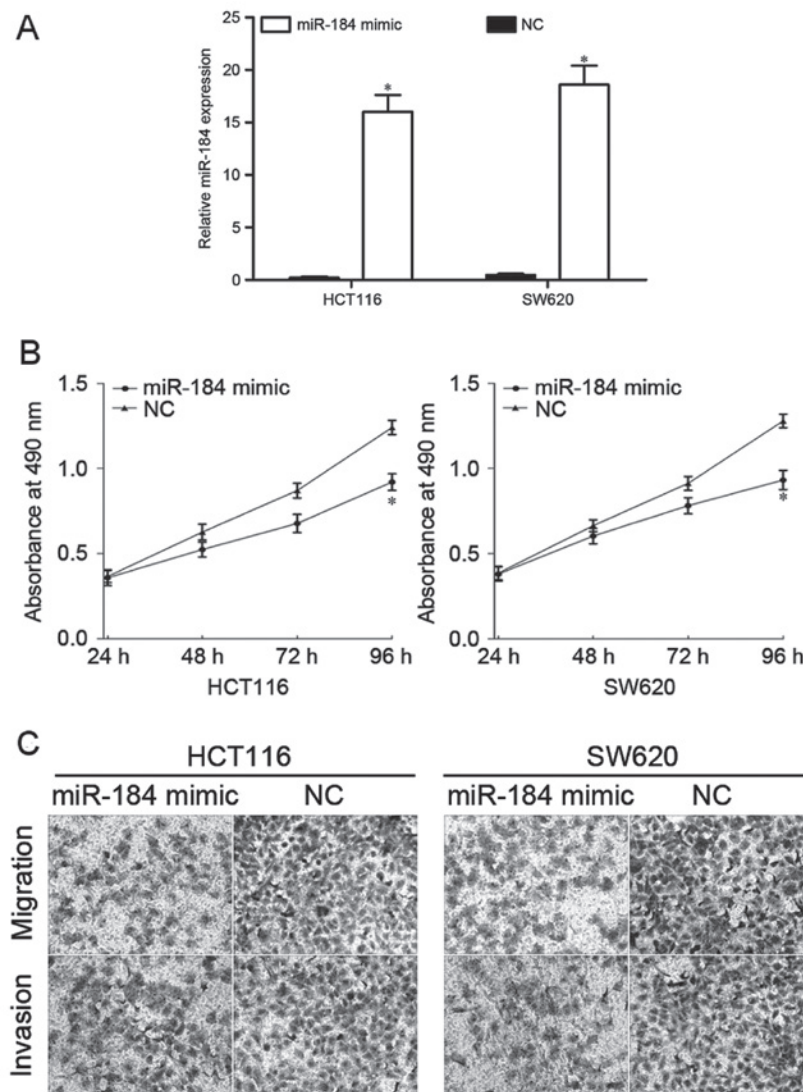 A
miR-184 mimic
NC
Relative miR-184 expression
25
20
15
10
5
0
*
*
HCT116
SW620
B
miR-184 mimic
NC
Absorbance at 490 nm
1.5
1.0
0.5
0.0
*
24 h 48 h 72 h 96 h
HCT116
miR-184 mimic
NC
Absorbance at 490 nm
1.5
1.0
0.5
0.0
*
24 h 48 h 72 h 96 h
SW620
C
HCT116
SW620
miR-184 mimic NC
miR-184 mimic NC
Migration
Invasion